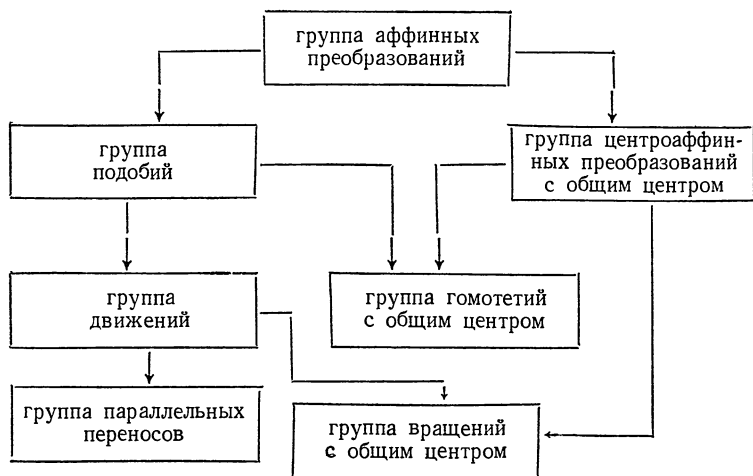 группа аффинных
преобразований
группа
подобий
группа центроаффин-
ных преобразований
с общим центром
группа
движений
группа гомотетий
с общим центром
группа параллельных
переносов
группа вращений
с общим центром